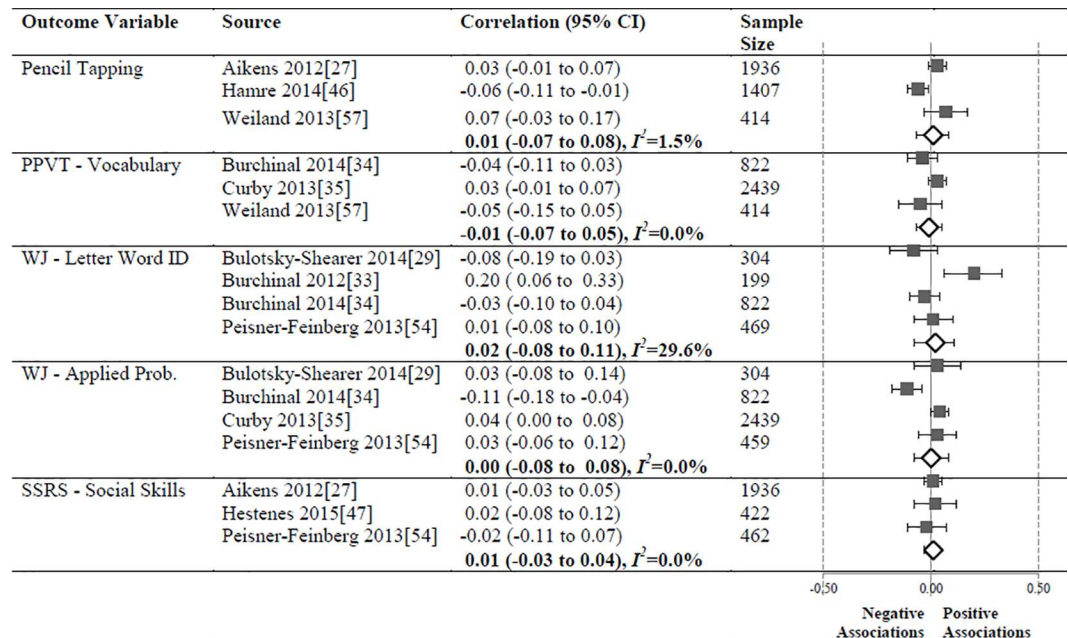 Outcome Variable Source Correlation (95% CI) Sample Size
Pencil Tapping Aikens 2012[27] 0.03 (-0.01 to 0.07) 1936
Hamre 2014[46] -0.06 (-0.11 to -0.01) 1407
Weiland 2013[57] 0.07 (-0.03 to 0.17) 414
0.01 (-0.07 to 0.08), I²=1.5%
PPVT - Vocabulary Burchinal 2014[34] -0.04 (-0.11 to 0.03) 822
Curby 2013[35] 0.03 (-0.01 to 0.07) 2439
Weiland 2013[57] -0.05 (-0.15 to 0.05) 414
-0.01 (-0.07 to 0.05), I²=0.0%
WJ - Letter Word ID Bulotsky-Shearer 2014[29] -0.08 (-0.19 to 0.03) 304
Burchinal 2012[33] 0.20 ( 0.06 to 0.33) 199
Burchinal 2014[34] -0.03 (-0.10 to 0.04) 822
Peisner-Feinberg 2013[54] 0.01 (-0.08 to 0.10) 469
0.02 (-0.08 to 0.11), I²=29.6%
WJ - Applied Prob. Bulotsky-Shearer 2014[29] 0.03 (-0.08 to 0.14) 304
Burchinal 2014[34] -0.11 (-0.18 to -0.04) 822
Curby 2013[35] 0.04 ( 0.00 to 0.08) 2439
Peisner-Feinberg 2013[54] 0.03 (-0.06 to 0.12) 459
0.00 (-0.08 to 0.08), I²=0.0%
SSRS - Social Skills Aikens 2012[27] 0.01 (-0.03 to 0.05) 1936
Hestenes 2015[47] 0.02 (-0.08 to 0.12) 422
Peisner-Feinberg 2013[54] -0.02 (-0.11 to 0.07) 462
0.01 (-0.03 to 0.04), I²=0.0%
-0.50 0.00 0.50
Negative Positive
Associations Associations